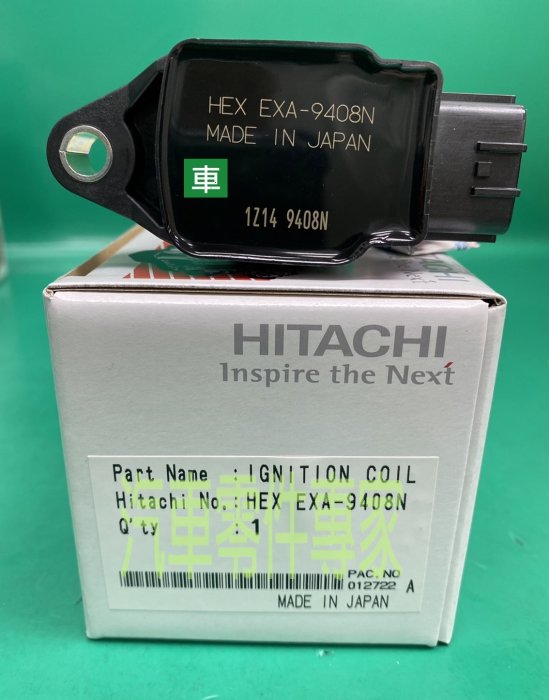 HEX EXA-9408N
MADE IN JAPAN
車
1Z14 9408N
HITACHI
Inspire the Next
Part Name : IGNITION COIL
Hitachi No.: HEX EXA-9408N
Q'ty : 1
汽車零件專家
PAC.NO
012722 A
MADE IN JAPAN